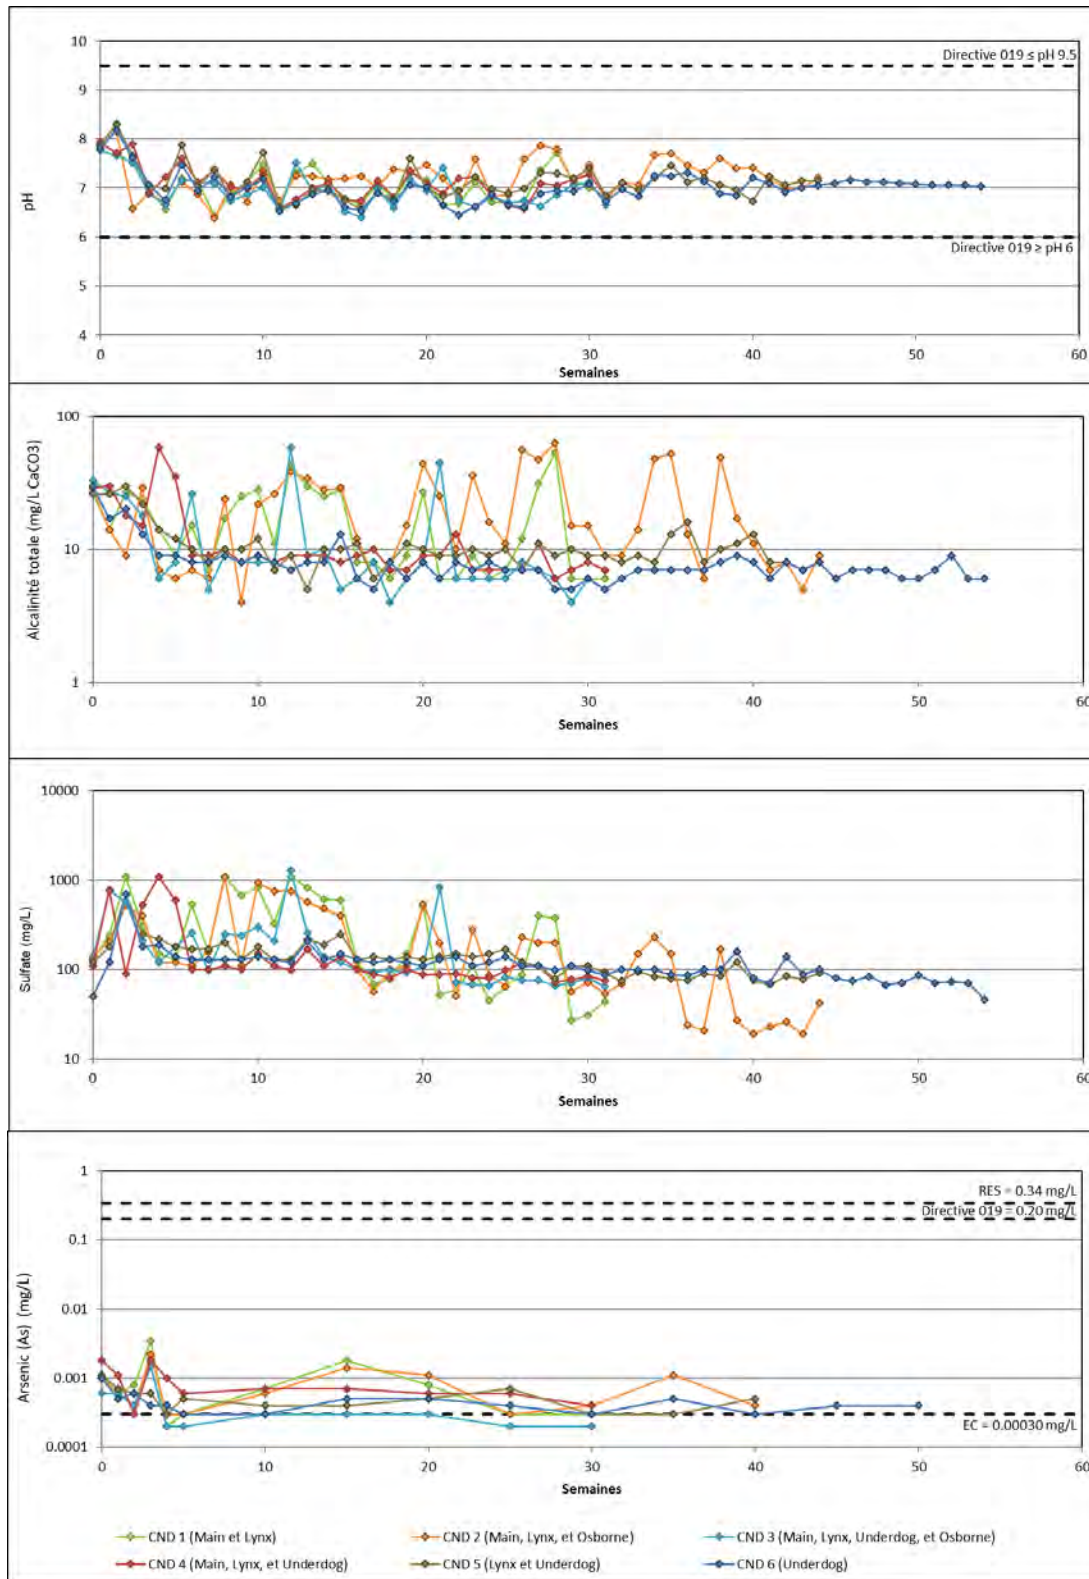 10
9
8
7
6
5
4
pH
Directive 019 ≤ pH 9.5
Directive 019 ≥ pH 6
0 10 20 30 40 50 60
Semaines
100
10
1
Alcalinité totale (mg/L CaCO3)
0 10 20 30 40 50 60
Semaines
10000
1000
100
10
Sulfate (mg/L)
0 10 20 30 40 50 60
Semaines
1
0.1
0.01
0.001
0.0001
Arsenic (As) (mg/L)
RES = 0.34 mg/L
Directive 019 = 0.20 mg/L
EC = 0.00030 mg/L
0 10 20 30 40 50 60
Semaines
CND 1 (Main et Lynx) CND 2 (Main, Lynx, et Osborne) CND 3 (Main, Lynx, Underdog, et Osborne)
CND 4 (Main, Lynx, et Underdog) CND 5 (Lynx et Underdog) CND 6 (Underdog)